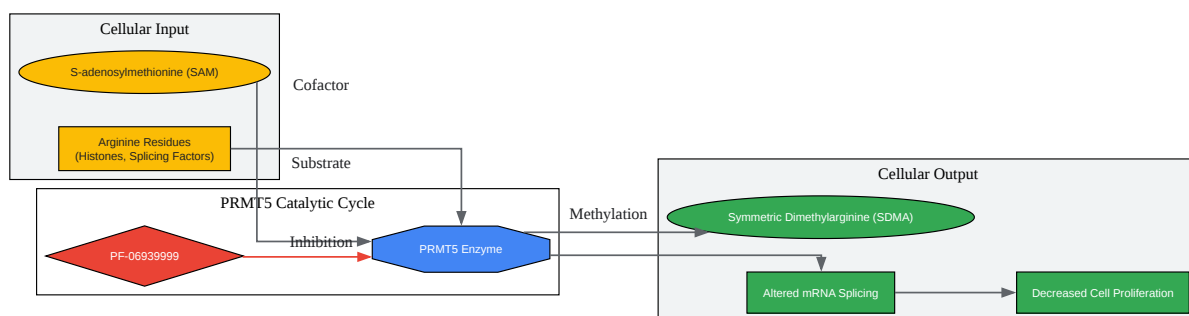 Cellular Input
S-adenosylmethionine (SAM)
Cofactor
Arginine Residues
(Histones, Splicing Factors)
Substrate
PRMT5 Catalytic Cycle
Inhibition
PF-06939999
PRMT5 Enzyme
Methylation
Cellular Output
Symmetric Dimethylarginine (SDMA)
Altered mRNA Splicing
Decreased Cell Proliferation